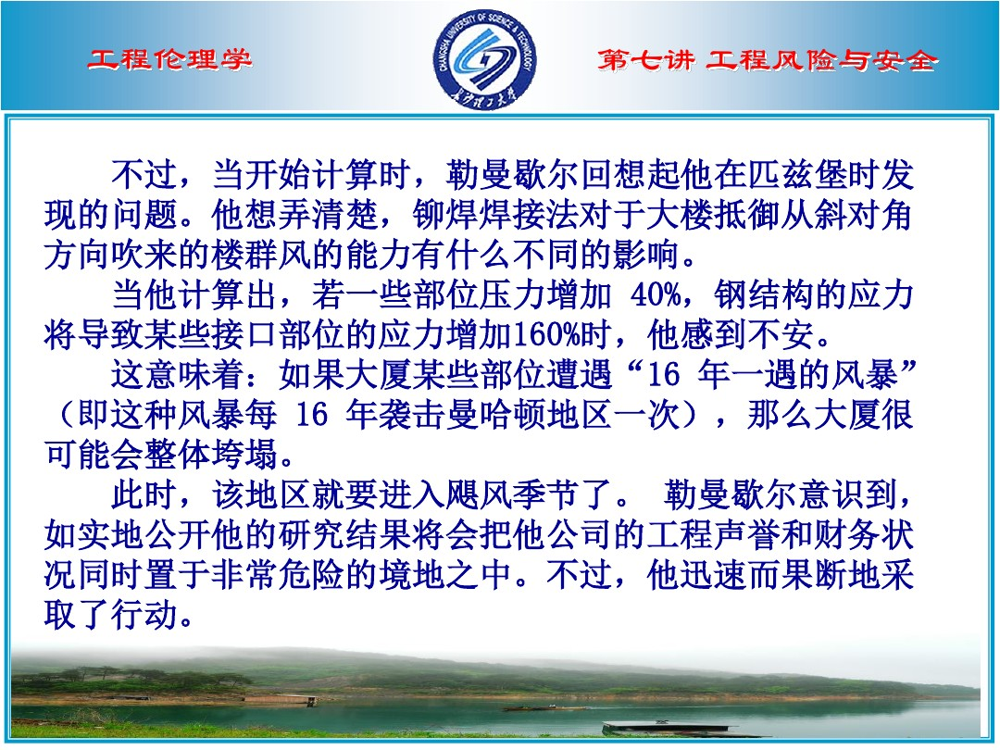 工程伦理学
CHANGSHA UNIVERSITY OF SCIENCE & TECHNOLOGY
长沙理工大学
第七讲 工程风险与安全
不过，当开始计算时，勒曼歇尔回想起他在匹兹堡时发
现的问题。他想弄清楚，铆焊焊接法对于大楼抵御从斜对角
方向吹来的楼群风的能力有什么不同的影响。
当他计算出，若一些部位压力增加 40%，钢结构的应力
将导致某些接口部位的应力增加160%时，他感到不安。
这意味着：如果大厦某些部位遭遇“16 年一遇的风暴”
（即这种风暴每 16 年袭击曼哈顿地区一次），那么大厦很
可能会整体垮塌。
此时，该地区就要进入飓风季节了。 勒曼歇尔意识到，
如实地公开他的研究结果将会把他公司的工程声誉和财务状
况同时置于非常危险的境地之中。不过，他迅速而果断地采
取了行动。